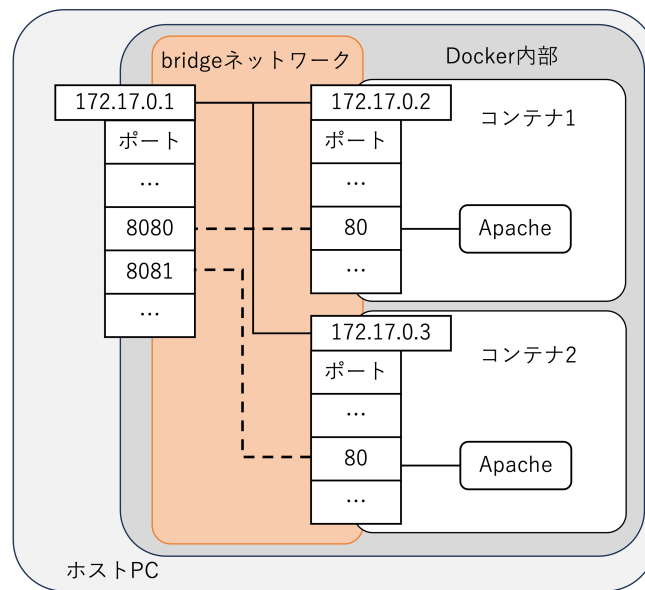 bridgeネットワーク
Docker内部
172.17.0.1
ポート
…
8080
8081
…
172.17.0.2
ポート
…
80
…
コンテナ1
Apache
172.17.0.3
ポート
…
80
…
コンテナ2
Apache
ホストPC